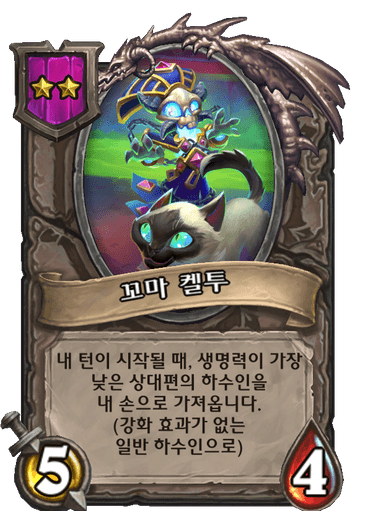 꼬마 켈투
내 턴이 시작될 때, 생명력이 가장
낮은 상대편의 하수인을
내 손으로 가져옵니다.
(강화 효과가 없는
일반 하수인으로)
5
4